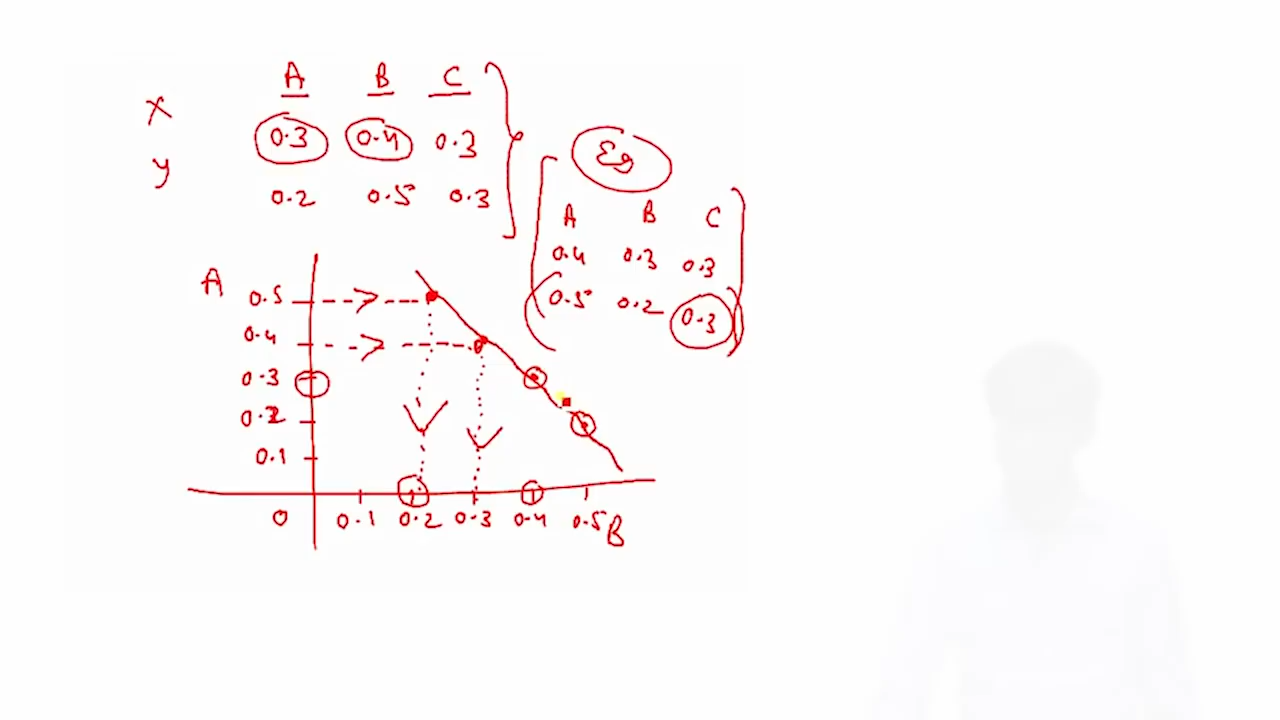 A B C
X 0.3 0.4 0.3
y 0.2 0.5 0.3
Eg
A B C
0.4 0.3 0.3
0.5 0.2 0.3
A
0.5
0.4
0.3
0.2
0.1
0 0.1 0.2 0.3 0.4 0.5 B